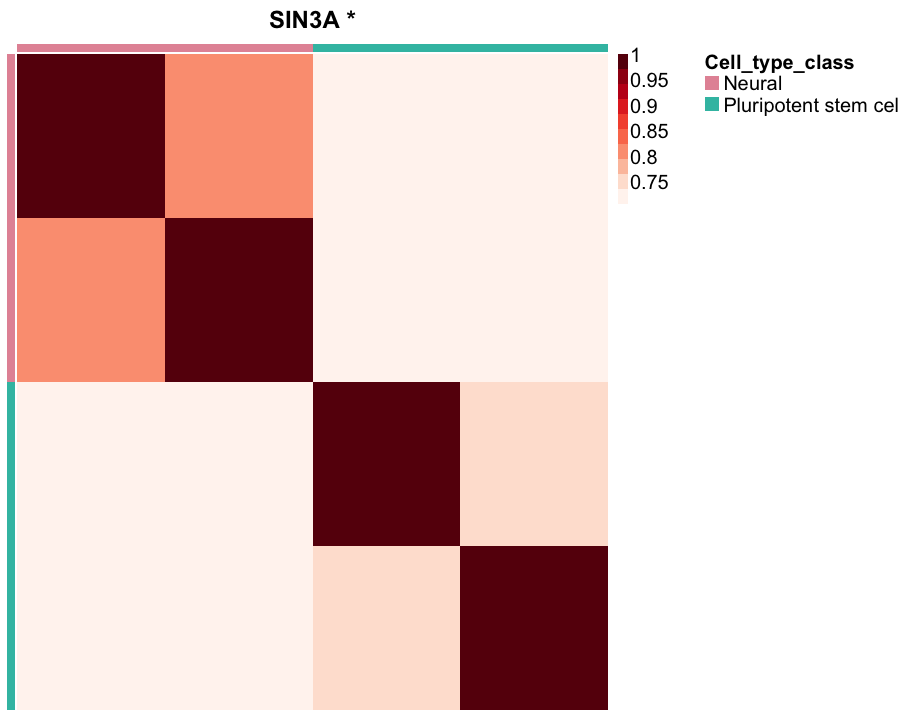 SIN3A *
1
0.95
0.9
0.85
0.8
0.75
Cell_type_class
Neural
Pluripotent stem cel